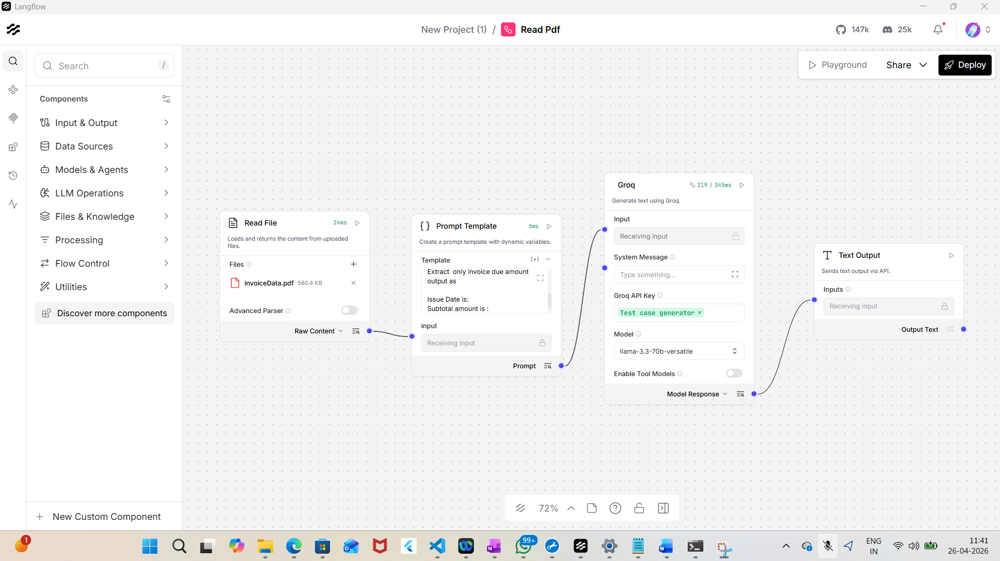 Langflow
New Project (1) / Read Pdf
147k
25k
Search /
Components
Input & Output
Data Sources
Models & Agents
LLM Operations
Files & Knowledge
Processing
Flow Control
Utilities
Discover more components
New Custom Component
Playground
Share
Deploy
Read File
24ms
Loads and returns the content from uploaded
files.
Files
invoiceData.pdf 580.4 KB
Advanced Parser
Raw Content
Prompt Template
5ms
Create a prompt template with dynamic variables.
Template
{+}
Extract only invoice due amount
output as
Issue Date is:
Subtotal amount is :
input
Receiving input
Prompt
Groq
219 | 345ms
Generate text using Groq.
Input
Receiving input
System Message
Type something...
Groq API Key
Test case generator ×
Model
llama-3.3-70b-versatile
Enable Tool Models
Model Response
Text Output
Sends text output via API.
Inputs
Receiving input
Output Text
72%
1
99+
ENG
IN
11:41
26-04-2026